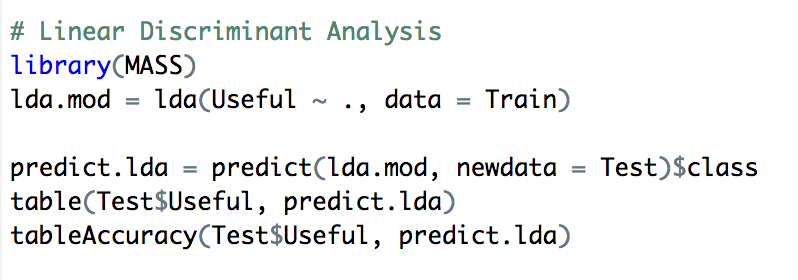 # Linear Discriminant Analysis
library(MASS)
lda.mod = lda(Useful ~ ., data = Train)
predict.lda = predict(lda.mod, newdata = Test)$class
table(Test$Useful, predict.lda)
tableAccuracy(Test$Useful, predict.lda)